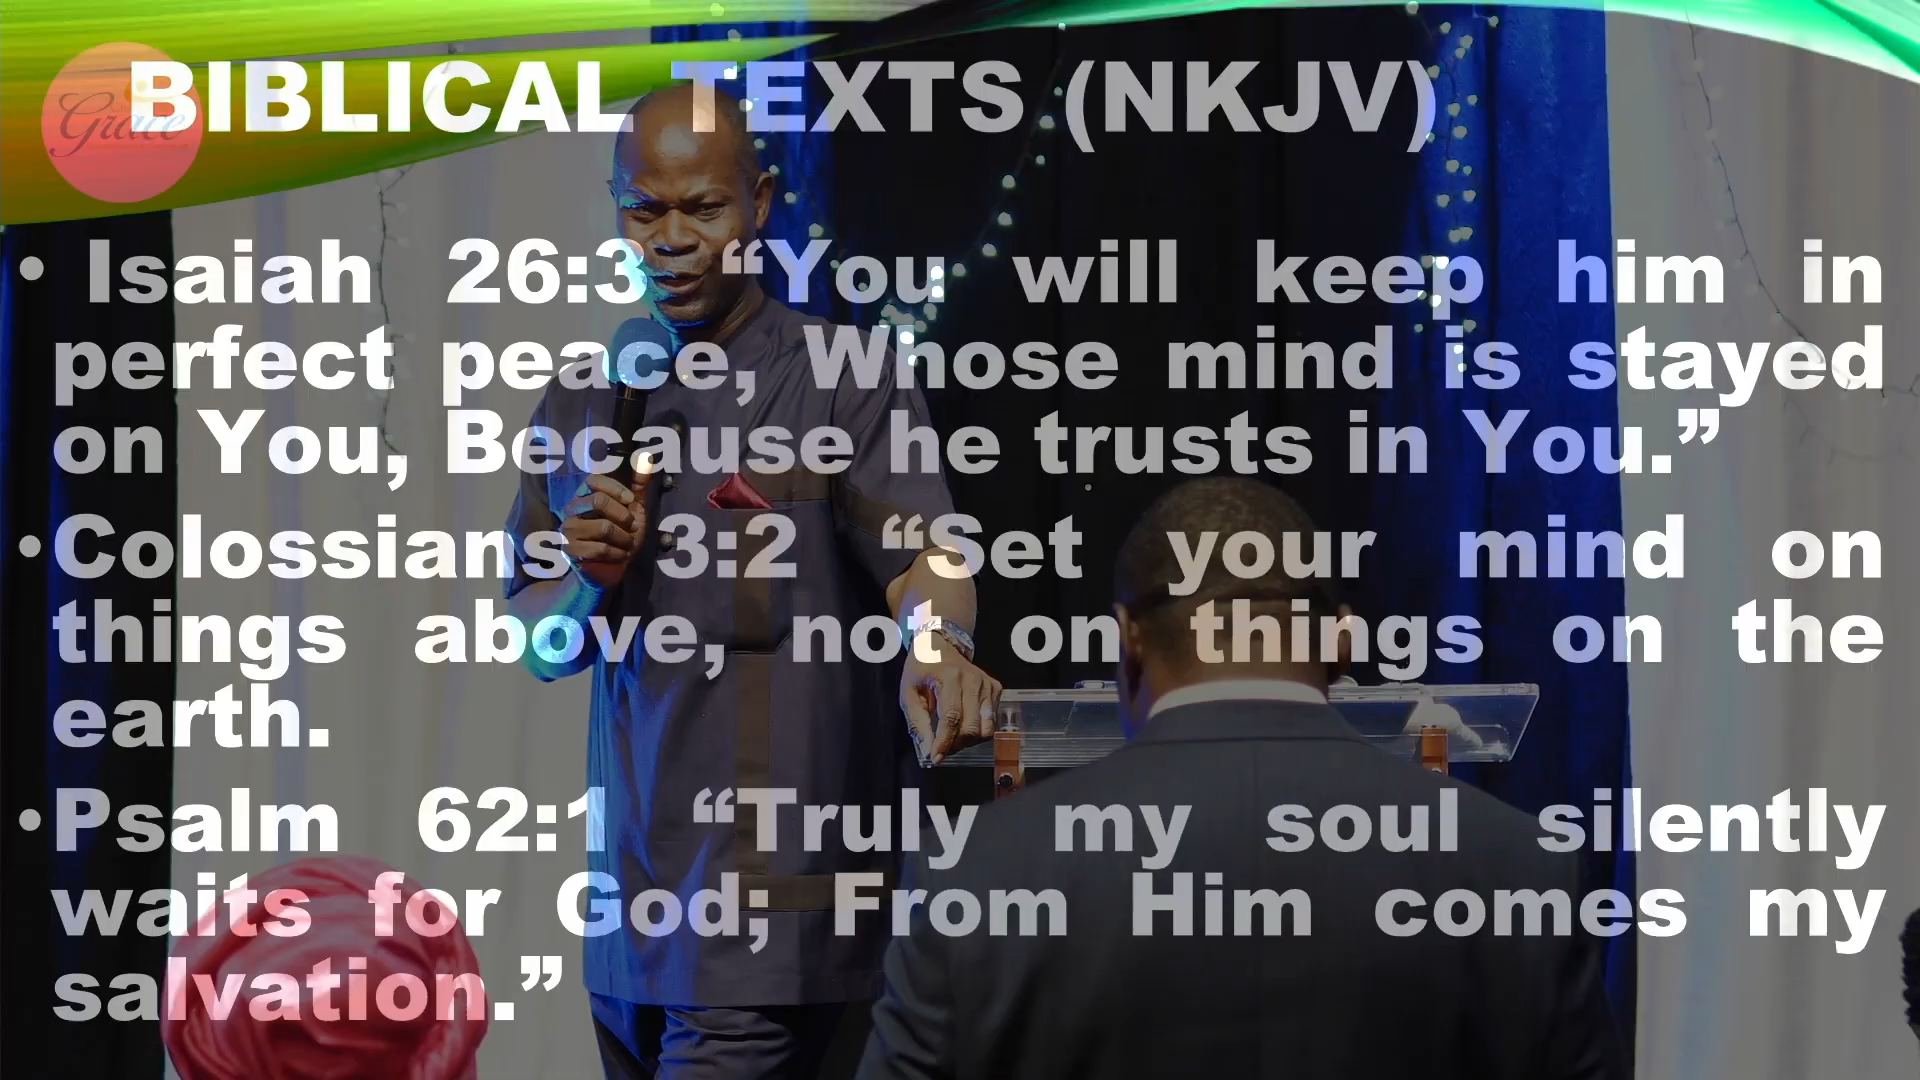 Grace
BIBLICAL TEXTS (NKJV)
• Isaiah 26:3 “You will keep him in
perfect peace, Whose mind is stayed
on You, Because he trusts in You.”
•Colossians 3:2 “Set your mind on
things above, not on things on the
earth.
•Psalm 62:1 “Truly my soul silently
waits for God; From Him comes my
salvation.”